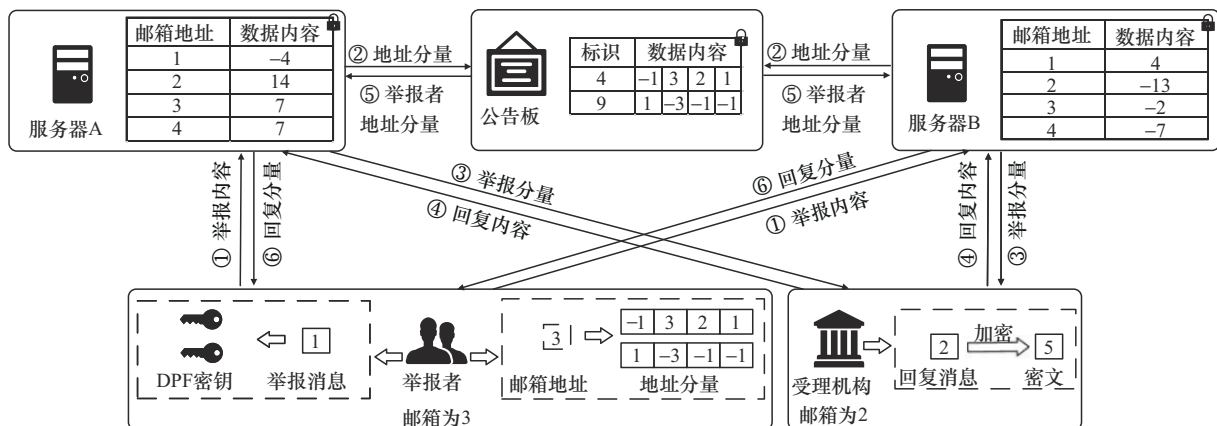 邮箱地址 数据内容
1 −4
2 14
3 7
4 7
服务器A
② 地址分量
⑤ 举报者
地址分量
标识 数据内容
4 −1 3 2 1
9 1 −3 −1 −1
公告板
② 地址分量
⑤ 举报者
地址分量
邮箱地址 数据内容
1 4
2 −13
3 −2
4 −7
服务器B
① 举报内容
⑥ 回复分量
③ 举报分量
④ 回复内容
⑥ 回复分量
① 举报内容
④ 回复内容
③ 举报分量
DPF密钥
1
举报消息
举报者
邮箱为3
3
邮箱地址
−1 3 2 1
1 −3 −1 −1
地址分量
受理机构
邮箱为2
2 加密 5
回复消息 密文